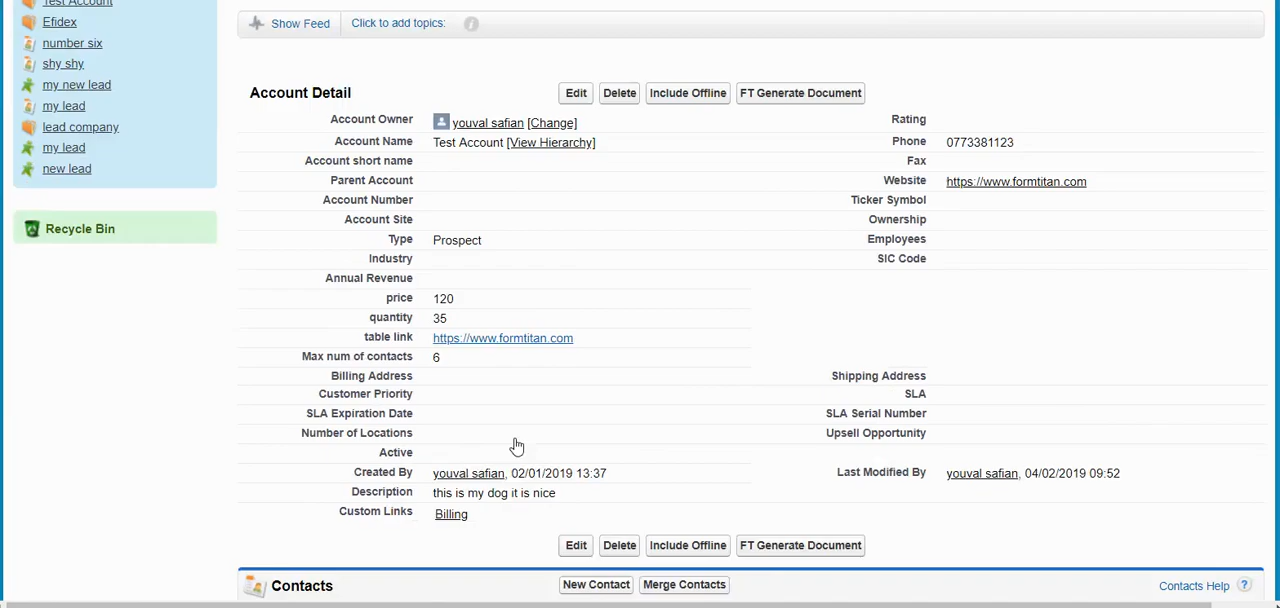 Test Account
Efidex
number six
shy shy
my new lead
my lead
lead company
my lead
new lead
Recycle Bin
Show Feed Click to add topics: i
Account Detail Edit Delete Include Offline FT Generate Document
Account Owner youval safian [Change] Rating
Account Name Test Account [View Hierarchy] Phone 0773381123
Account short name Fax
Parent Account Website https://www.formtitan.com
Account Number Ticker Symbol
Account Site Ownership
Type Prospect Employees
Industry SIC Code
Annual Revenue
price 120
quantity 35
table link https://www.formtitan.com
Max num of contacts 6
Billing Address Shipping Address
Customer Priority SLA
SLA Expiration Date SLA Serial Number
Number of Locations Upsell Opportunity
Active
Created By youval safian, 02/01/2019 13:37 Last Modified By youval safian, 04/02/2019 09:52
Description this is my dog it is nice
Custom Links Billing
Edit Delete Include Offline FT Generate Document
Contacts New Contact Merge Contacts Contacts Help ?